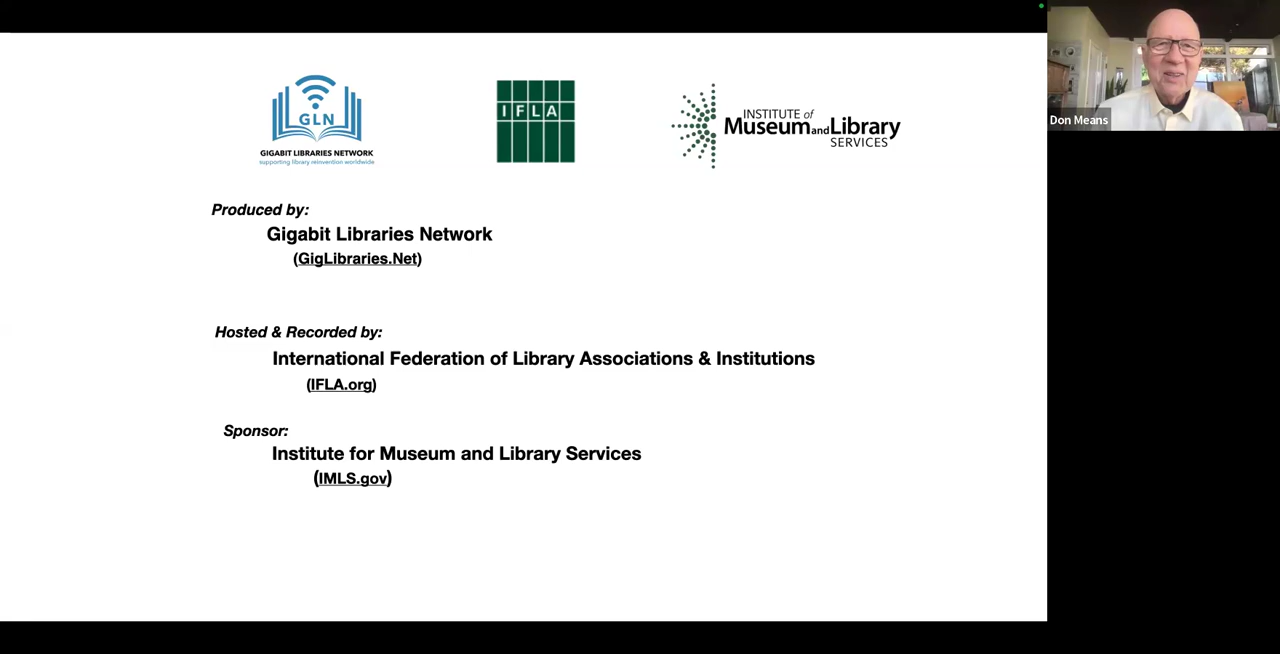 GLN
GIGABIT LIBRARIES NETWORK
supporting library reinvention worldwide
IFLA
INSTITUTE of
Museum and Library
SERVICES
Don Means
Produced by:
Gigabit Libraries Network
(GigLibraries.Net)
Hosted & Recorded by:
International Federation of Library Associations & Institutions
(IFLA.org)
Sponsor:
Institute for Museum and Library Services
(IMLS.gov)